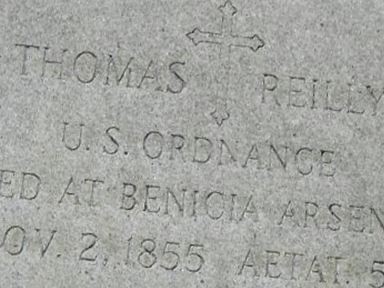 THOMAS REILLY
U. S. ORDNANCE
ED AT BENICIA ARSEN
OV. 2, 1855 AETAT. 5